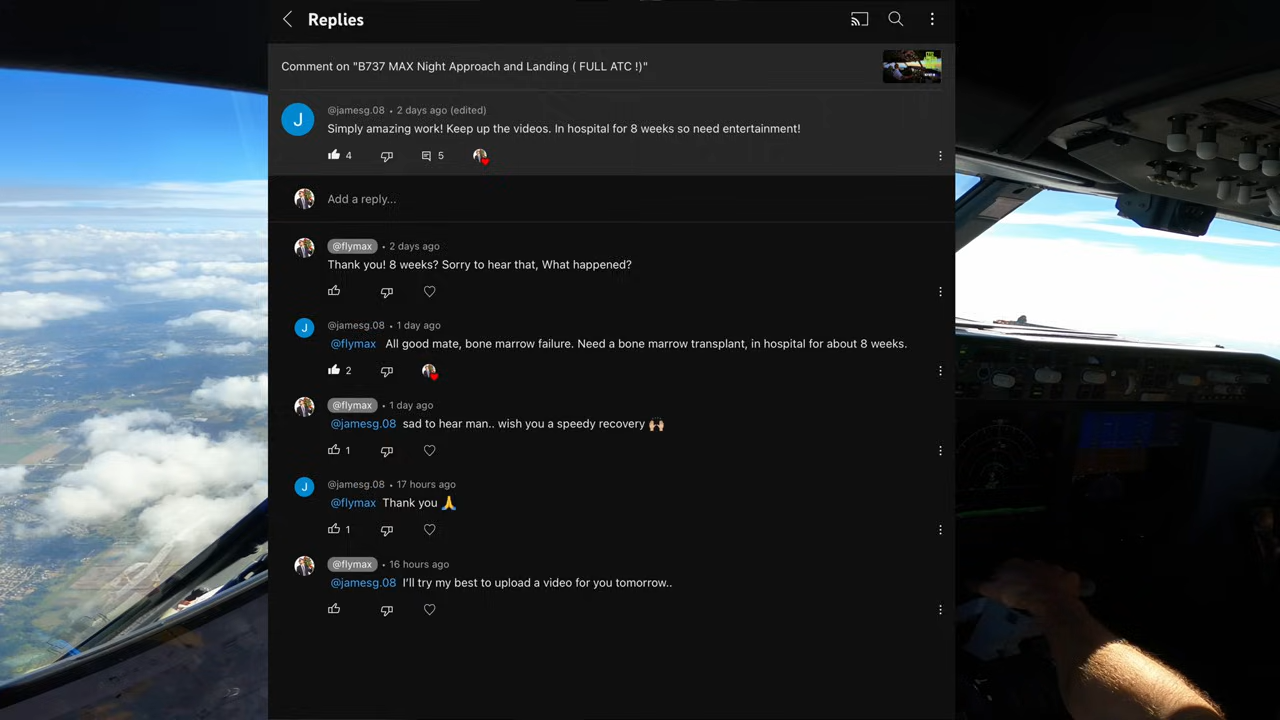 Replies
Comment on "B737 MAX Night Approach and Landing ( FULL ATC !)"
@jamesg.08 • 2 days ago (edited)
J
Simply amazing work! Keep up the videos. In hospital for 8 weeks so need entertainment!
4
5
Add a reply...
@flymax • 2 days ago
Thank you! 8 weeks? Sorry to hear that, What happened?
@jamesg.08 • 1 day ago
J
@flymax All good mate, bone marrow failure. Need a bone marrow transplant, in hospital for about 8 weeks.
2
@flymax • 1 day ago
@jamesg.08 sad to hear man.. wish you a speedy recovery 🙌🏼
1
@jamesg.08 • 17 hours ago
J
@flymax Thank you 🙏
1
@flymax • 16 hours ago
@jamesg.08 I'll try my best to upload a video for you tomorrow..